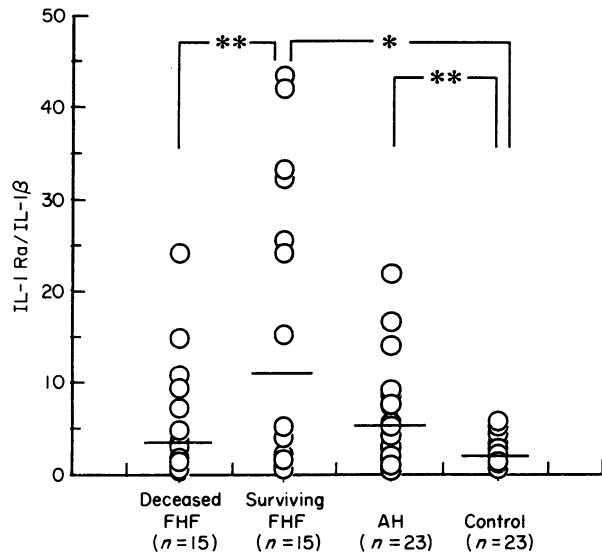 50
40
30
20
10
0
IL-1 Ra/IL-1β
**
*
**
Deceased
FHF
(n=15)
Surviving
FHF
(n=15)
AH
(n=23)
Control
(n=23)